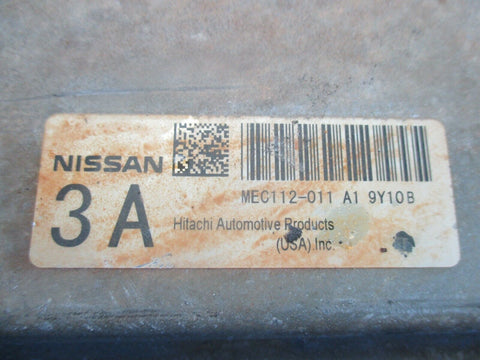 NISSAN
3A
MEC112-011 A1 9Y10B
Hitachi Automotive Products
(USA).Inc.